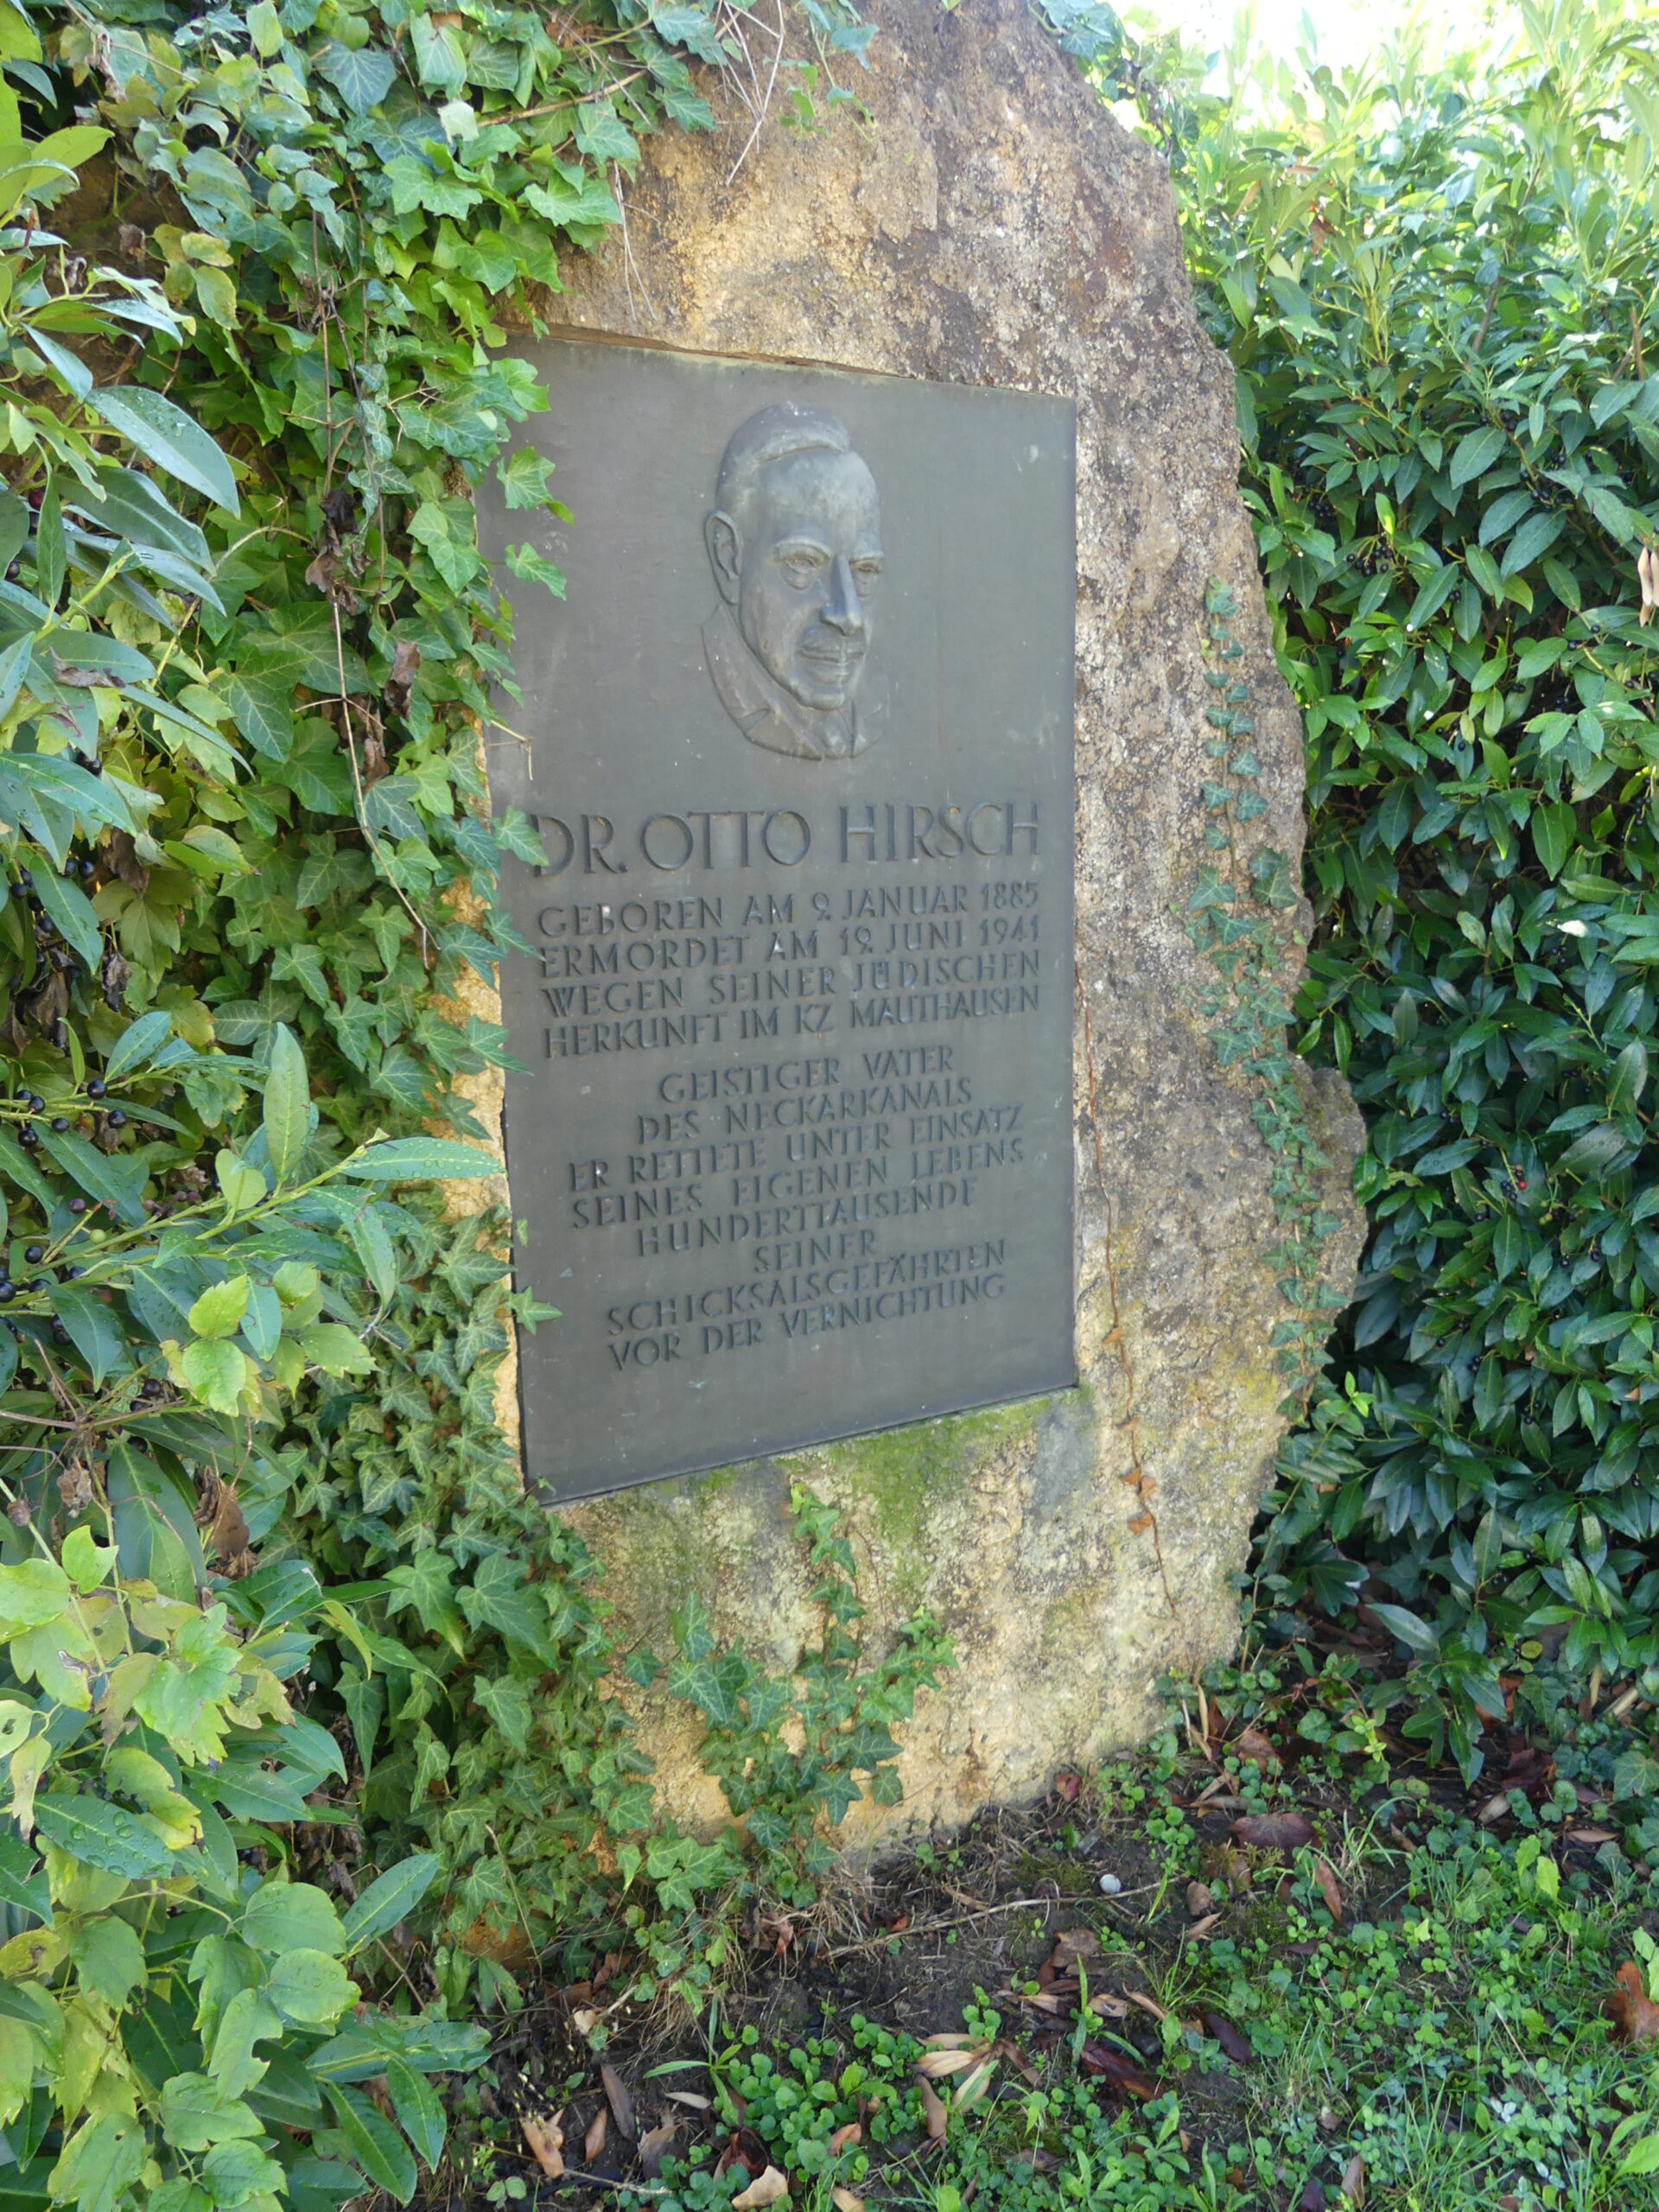 DR. OTTO HIRSCH
GEBOREN AM 9. JANUAR 1885
ERMORDET AM 19. JUNI 1941
WEGEN SEINER JÜDISCHEN
HERKUNFT IM KZ MAUTHAUSEN
GEISTIGER VATER
DES NECKARKANALS
ER RETTETE UNTER EINSATZ
SEINES EIGENEN LEBENS
HUNDERTTAUSENDE
SEINER
SCHICKSALSGEFÄHRTEN
VOR DER VERNICHTUNG